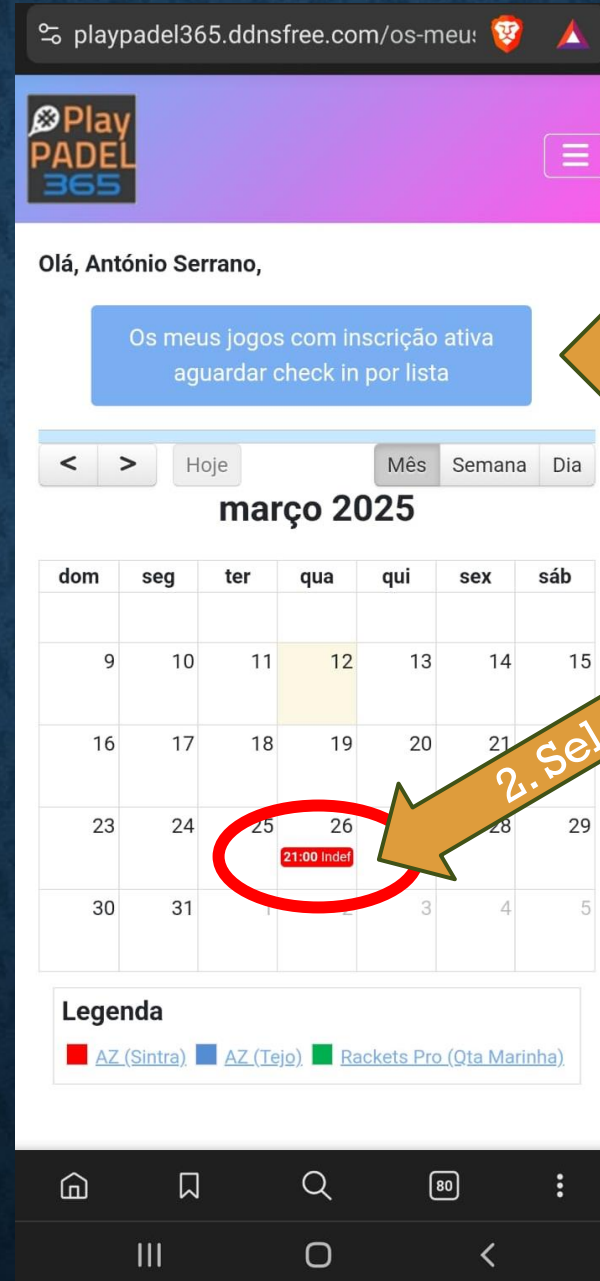 playpadel365.ddnsfree.com/os-meus
Play
PADEL
365
Olá, António Serrano,
Os meus jogos com inscrição ativa
aguardar check in por lista
< > Hoje Mês Semana Dia
março 2025
dom seg ter qua qui sex sáb
9 10 11 12 13 14 15
16 17 18 19 20 21
2. Sel
23 24 25 26 28 29
21:00 Indef
30 31 1 2 3 4 5
Legenda
AZ (Sintra) AZ (Tejo) Rackets Pro (Qta Marinha)
80